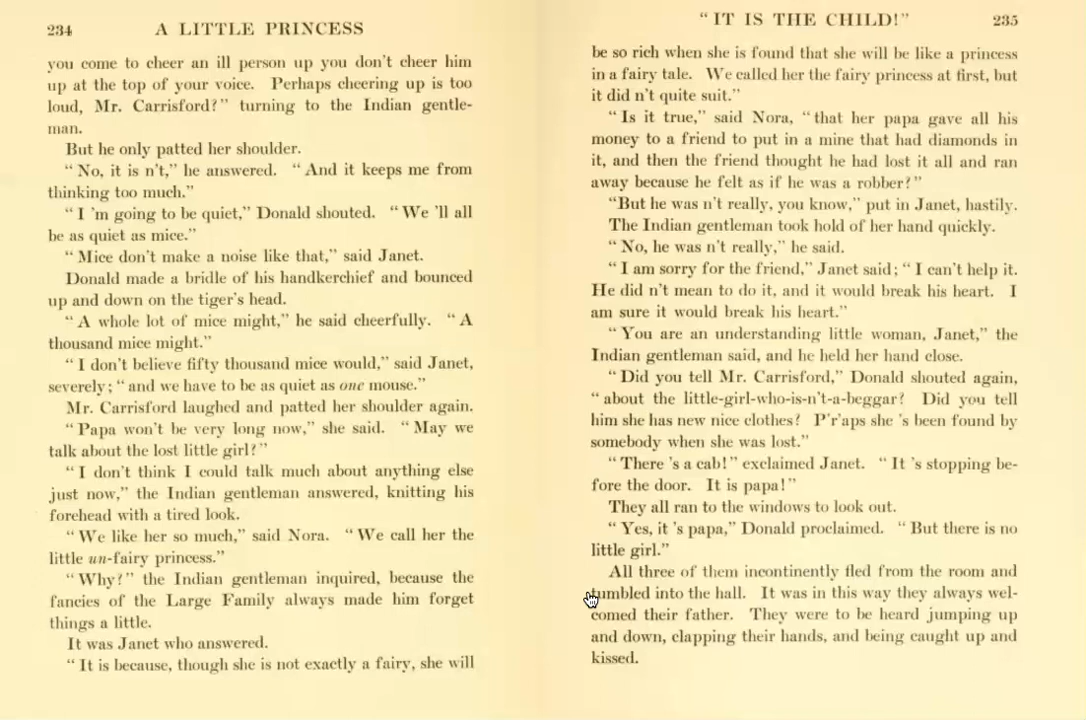 234 A LITTLE PRINCESS
you come to cheer an ill person up you don't cheer him
up at the top of your voice. Perhaps cheering up is too
loud, Mr. Carrisford?" turning to the Indian gentle-
man.
But he only patted her shoulder.
"No, it is n't," he answered. "And it keeps me from
thinking too much."
"I 'm going to be quiet," Donald shouted. "We 'll all
be as quiet as mice."
"Mice don't make a noise like that," said Janet.
Donald made a bridle of his handkerchief and bounced
up and down on the tiger's head.
"A whole lot of mice might," he said cheerfully. "A
thousand mice might."
"I don't believe fifty thousand mice would," said Janet,
severely; "and we have to be as quiet as one mouse."
Mr. Carrisford laughed and patted her shoulder again.
"Papa won't be very long now," she said. "May we
talk about the lost little girl?"
"I don't think I could talk much about anything else
just now," the Indian gentleman answered, knitting his
forehead with a tired look.
"We like her so much," said Nora. "We call her the
little un-fairy princess."
"Why?" the Indian gentleman inquired, because the
fancies of the Large Family always made him forget
things a little.
It was Janet who answered.
"It is because, though she is not exactly a fairy, she will
"IT IS THE CHILD!" 235
be so rich when she is found that she will be like a princess
in a fairy tale. We called her the fairy princess at first, but
it did n't quite suit."
"Is it true," said Nora, "that her papa gave all his
money to a friend to put in a mine that had diamonds in
it, and then the friend thought he had lost it all and ran
away because he felt as if he was a robber?"
"But he was n't really, you know," put in Janet, hastily.
The Indian gentleman took hold of her hand quickly.
"No, he was n't really," he said.
"I am sorry for the friend," Janet said; "I can't help it.
He did n't mean to do it, and it would break his heart. I
am sure it would break his heart."
"You are an understanding little woman, Janet," the
Indian gentleman said, and he held her hand close.
"Did you tell Mr. Carrisford," Donald shouted again,
"about the little-girl-who-is-n't-a-beggar? Did you tell
him she has new nice clothes? P'r'aps she 's been found by
somebody when she was lost."
"There 's a cab!" exclaimed Janet. "It 's stopping be-
fore the door. It is papa!"
They all ran to the windows to look out.
"Yes, it 's papa," Donald proclaimed. "But there is no
little girl."
All three of them incontinently fled from the room and
tumbled into the hall. It was in this way they always wel-
comed their father. They were to be heard jumping up
and down, clapping their hands, and being caught up and
kissed.